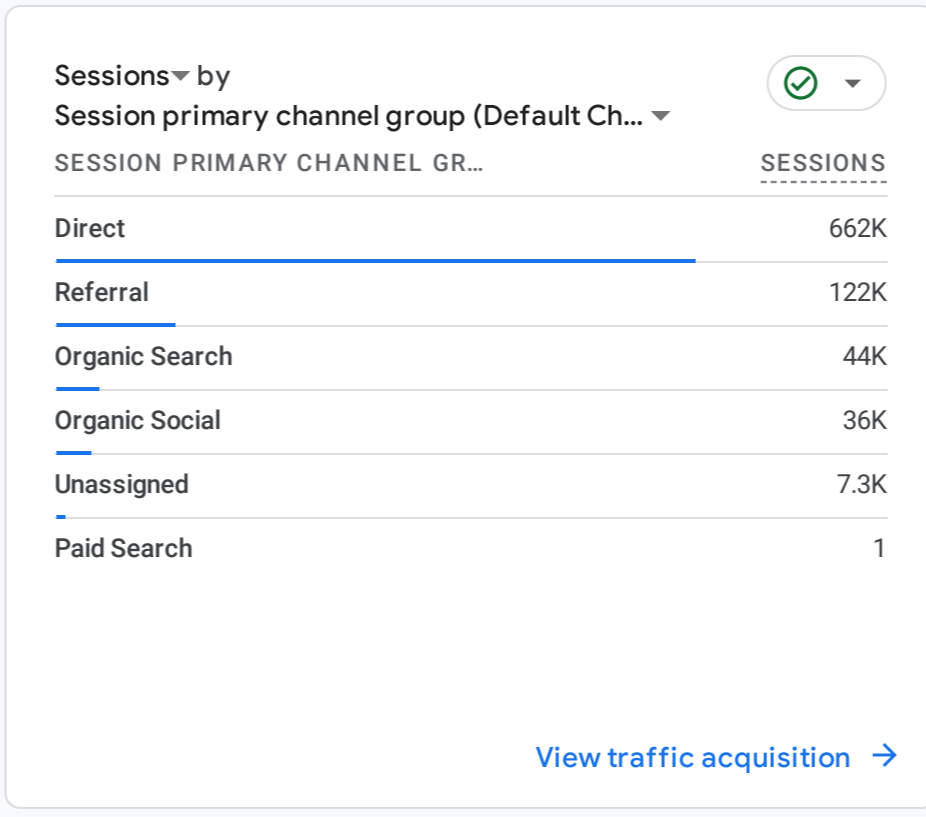 Sessions by
Session primary channel group (Default Ch...
SESSION PRIMARY CHANNEL GR... SESSIONS
Direct 662K
Referral 122K
Organic Search 44K
Organic Social 36K
Unassigned 7.3K
Paid Search 1
View traffic acquisition